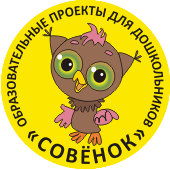 ОБРАЗОВАТЕЛЬНЫЕ ПРОЕКТЫ ДЛЯ ДОШКОЛЬНИКОВ
«СОВЁНОК»